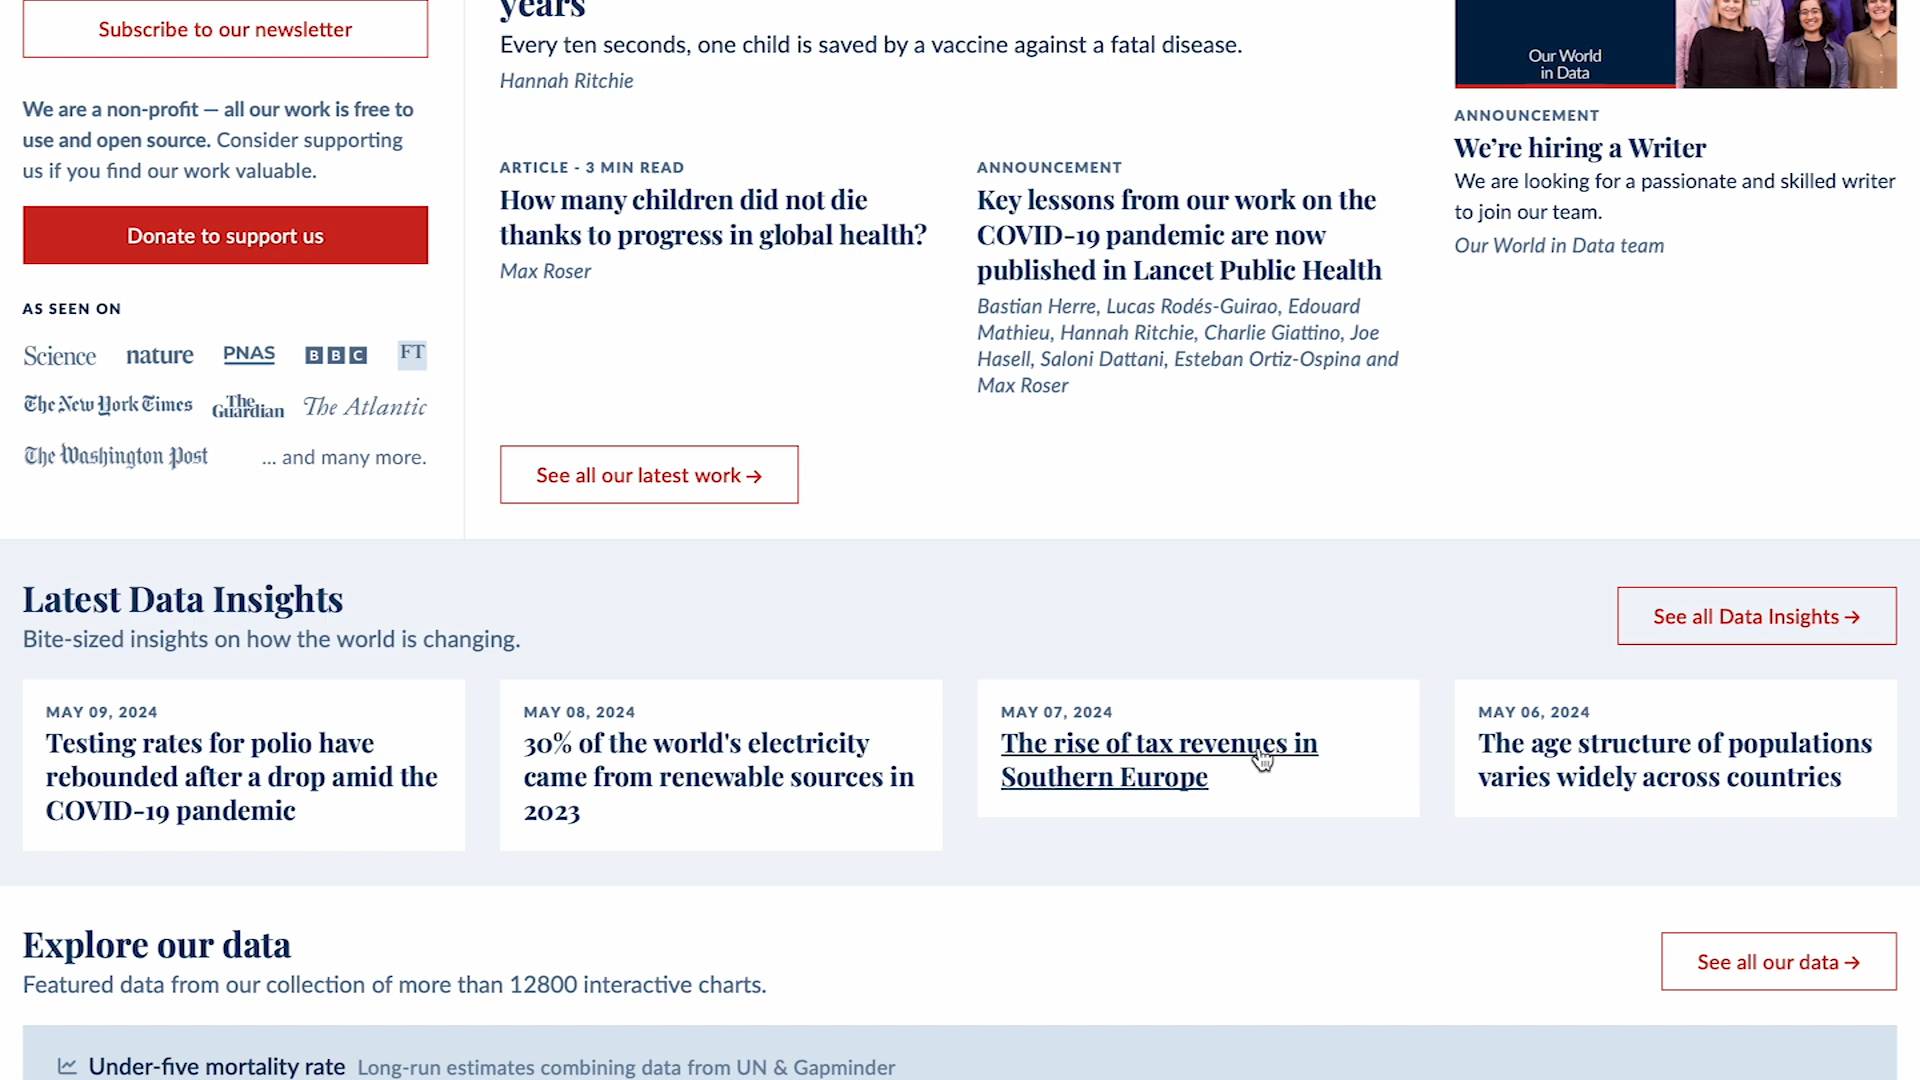 Subscribe to our newsletter
We are a non-profit — all our work is free to
use and open source. Consider supporting
us if you find our work valuable.
Donate to support us
AS SEEN ON
Science nature PNAS BBC FT
The New York Times The Guardian The Atlantic
The Washington Post ... and many more.
years
Every ten seconds, one child is saved by a vaccine against a fatal disease.
Hannah Ritchie
ARTICLE - 3 MIN READ
How many children did not die
thanks to progress in global health?
Max Roser
ANNOUNCEMENT
Key lessons from our work on the
COVID-19 pandemic are now
published in Lancet Public Health
Bastian Herre, Lucas Rodés-Guirao, Edouard
Mathieu, Hannah Ritchie, Charlie Giattino, Joe
Hasell, Saloni Dattani, Esteban Ortiz-Ospina and
Max Roser
See all our latest work →
Our World
in Data
ANNOUNCEMENT
We're hiring a Writer
We are looking for a passionate and skilled writer
to join our team.
Our World in Data team
Latest Data Insights
Bite-sized insights on how the world is changing.
See all Data Insights →
MAY 09, 2024
Testing rates for polio have
rebounded after a drop amid the
COVID-19 pandemic
MAY 08, 2024
30% of the world's electricity
came from renewable sources in
2023
MAY 07, 2024
The rise of tax revenues in
Southern Europe
MAY 06, 2024
The age structure of populations
varies widely across countries
Explore our data
Featured data from our collection of more than 12800 interactive charts.
See all our data →
Under-five mortality rate Long-run estimates combining data from UN & Gapminder